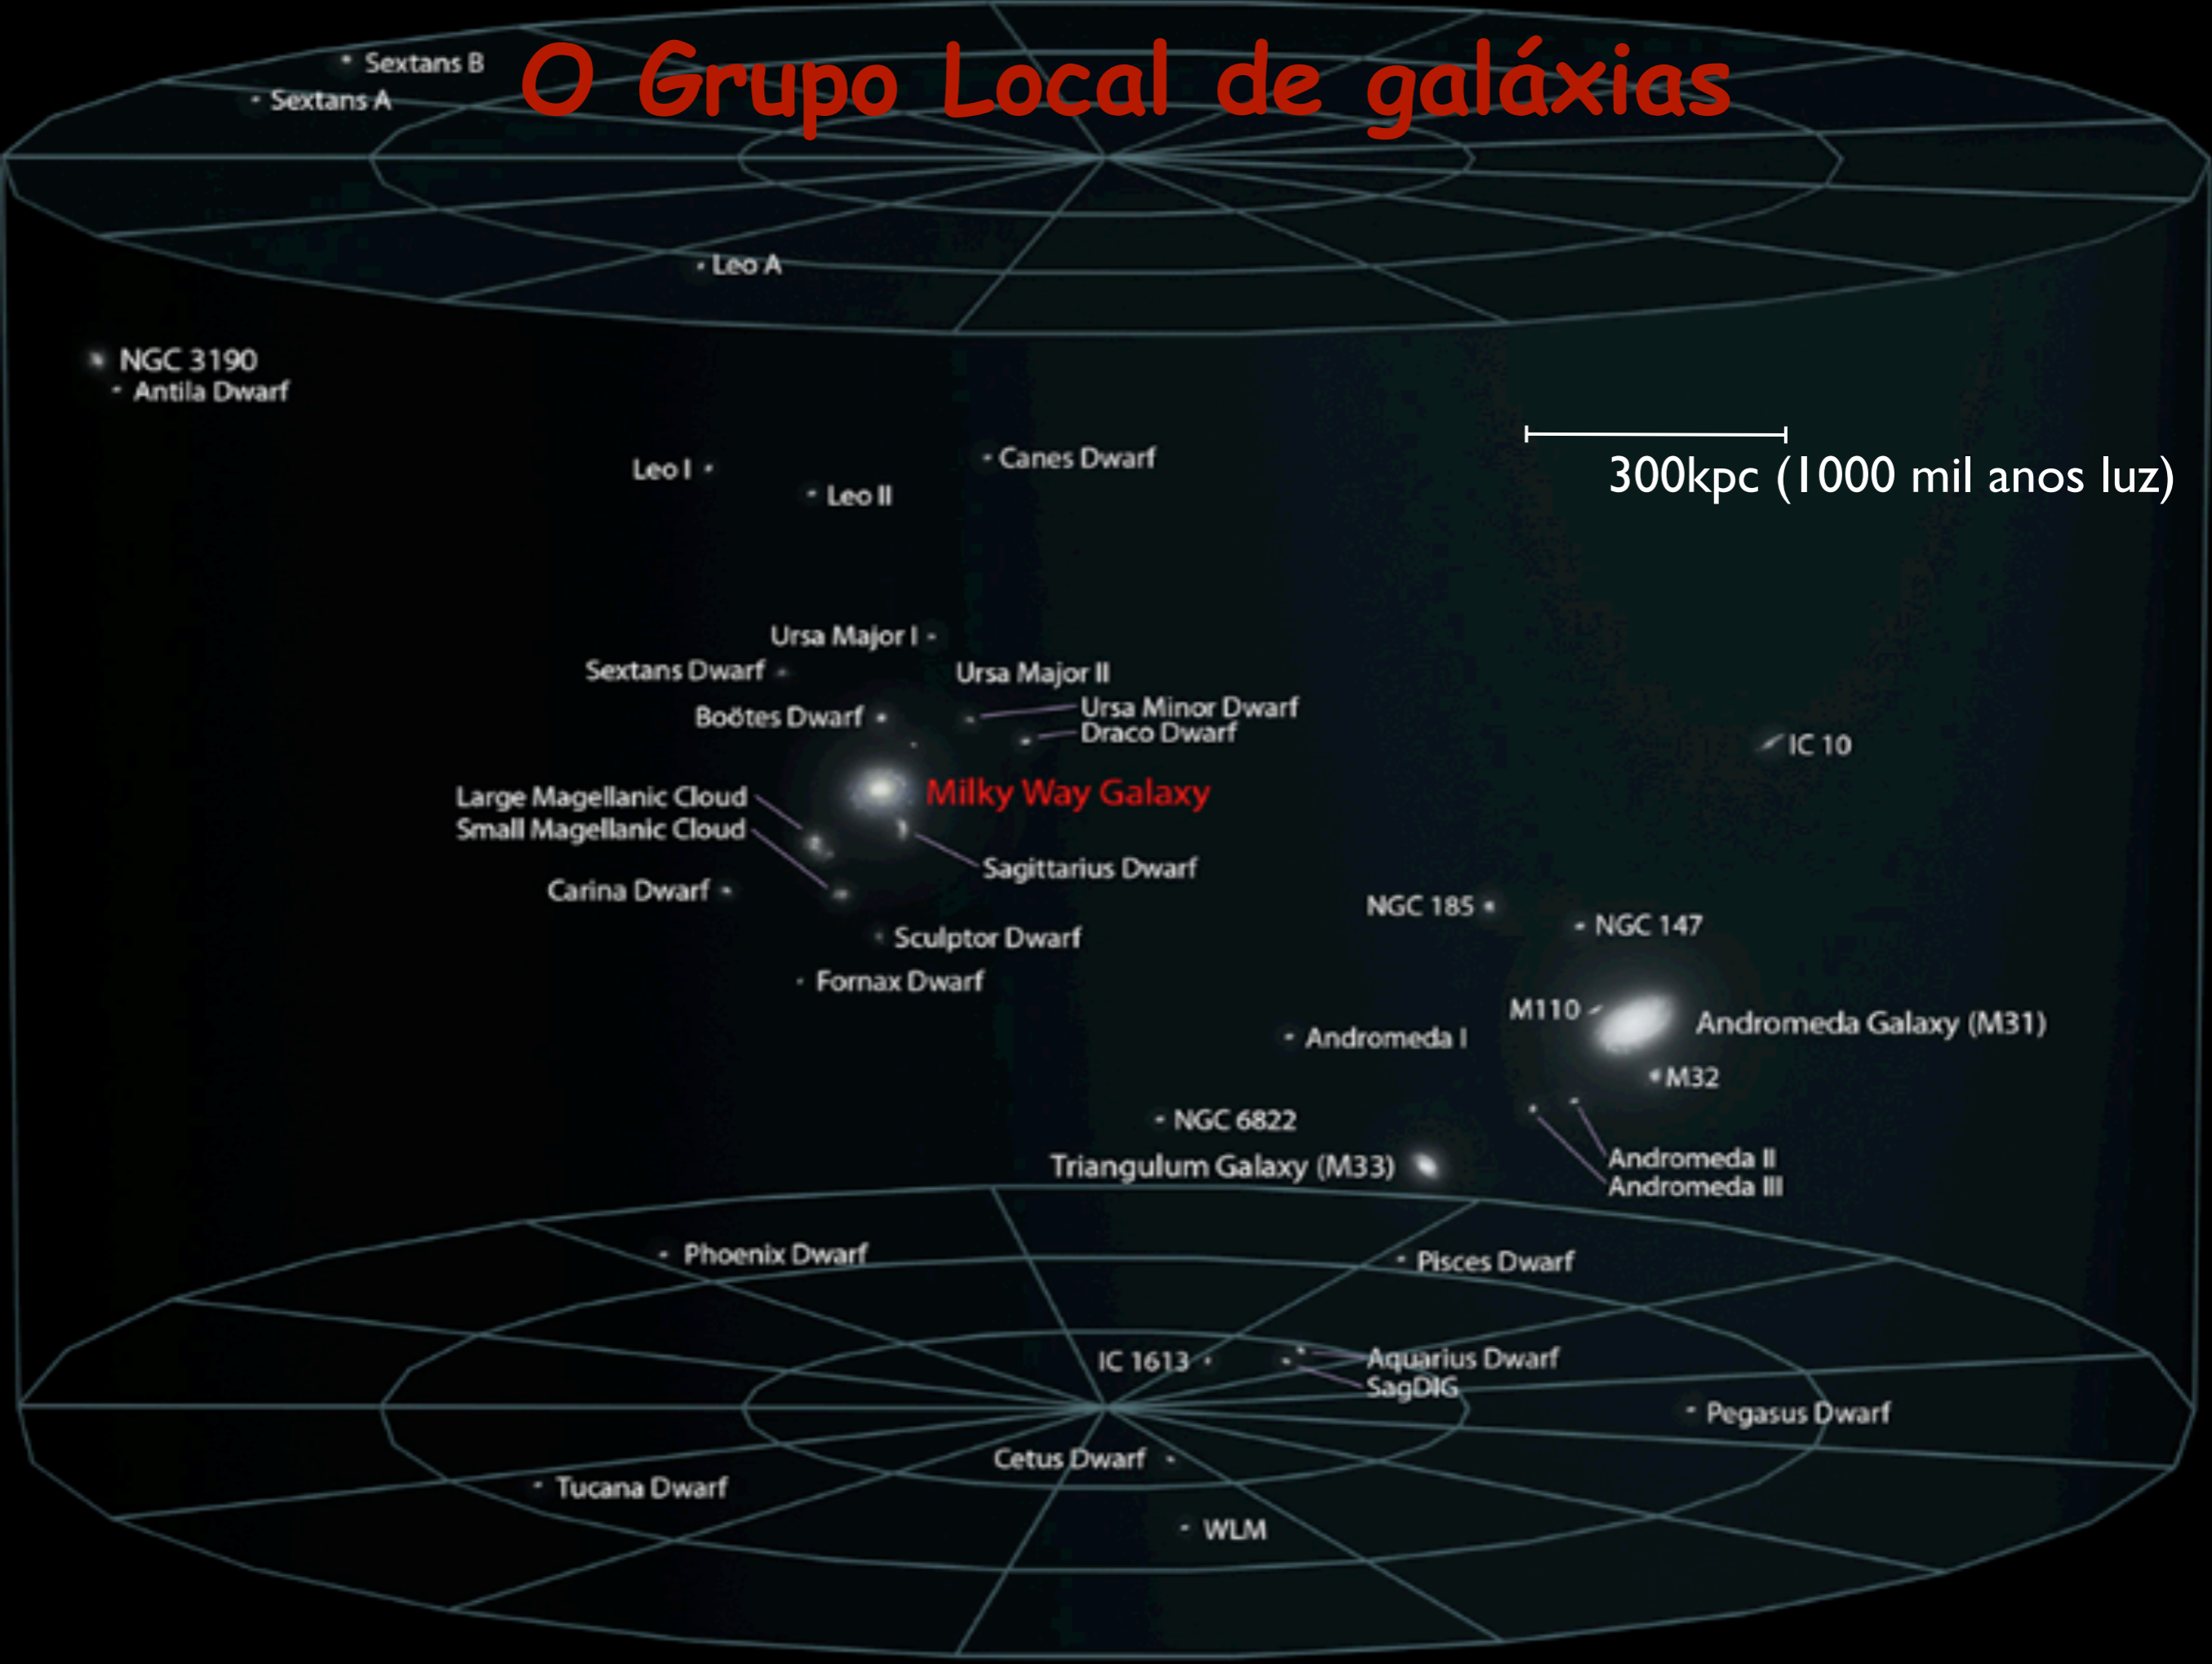 O Grupo Local de galáxias
Sextans B
Sextans A
Leo A
NGC 3190
Antila Dwarf
300kpc (1000 mil anos luz)
Canes Dwarf
Leo I
Leo II
Ursa Major I
Sextans Dwarf
Ursa Major II
Ursa Minor Dwarf
Boötes Dwarf
Draco Dwarf
IC 10
Milky Way Galaxy
Large Magellanic Cloud
Small Magellanic Cloud
Sagittarius Dwarf
Carina Dwarf
NGC 185
NGC 147
Sculptor Dwarf
Fornax Dwarf
M110
Andromeda Galaxy (M31)
Andromeda I
M32
NGC 6822
Triangulum Galaxy (M33)
Andromeda II
Andromeda III
Phoenix Dwarf
Pisces Dwarf
IC 1613
Aquarius Dwarf
SagDIG
Pegasus Dwarf
Cetus Dwarf
Tucana Dwarf
WLM